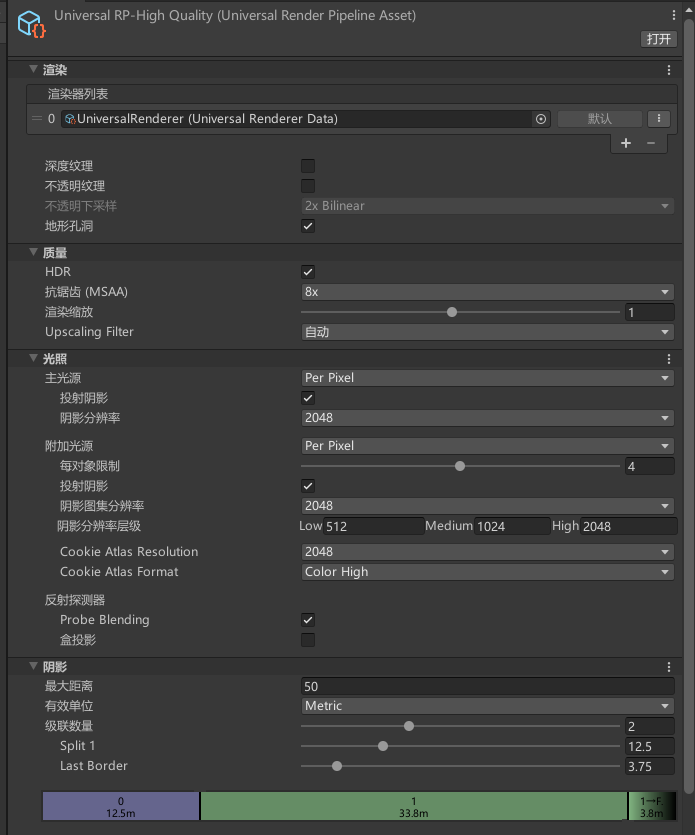 Universal RP-High Quality (Universal Render Pipeline Asset)
打开
渲染
渲染器列表
0 UniversalRenderer (Universal Renderer Data) 默认
深度纹理
不透明纹理
不透明下采样 2x Bilinear
地形孔洞
质量
HDR
抗锯齿 (MSAA) 8x
渲染缩放 1
Upscaling Filter 自动
光照
主光源 Per Pixel
投射阴影
阴影分辨率 2048
附加光源 Per Pixel
每对象限制 4
投射阴影
阴影图集分辨率 2048
阴影分辨率层级 Low 512 Medium 1024 High 2048
Cookie Atlas Resolution 2048
Cookie Atlas Format Color High
反射探测器
Probe Blending
盒投影
阴影
最大距离 50
有效单位 Metric
级联数量 2
Split 1 12.5
Last Border 3.75
0 1 1→F.
12.5m 33.8m 3.8m